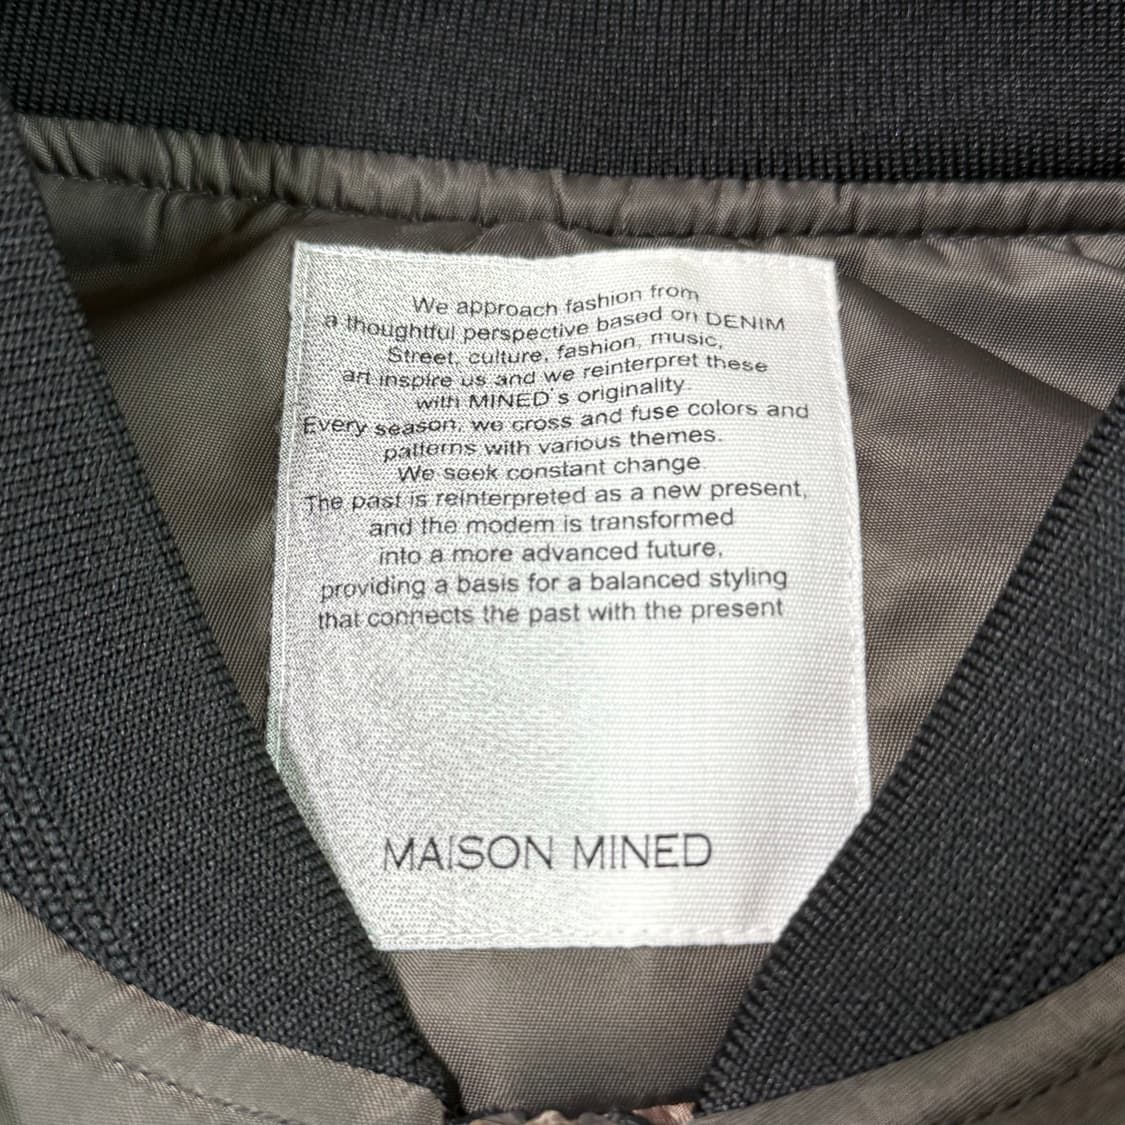 We approach fashion from
a thoughtful perspective based on DENIM
Street, culture, fashion, music,
art inspire us and we reinterpret these
with MINED's originality.
Every season, we cross and fuse colors and
patterns with various themes.
We seek constant change.
The past is reinterpreted as a new present,
and the modem is transformed
into a more advanced future,
providing a basis for a balanced styling
that connects the past with the present
MAISON MINED